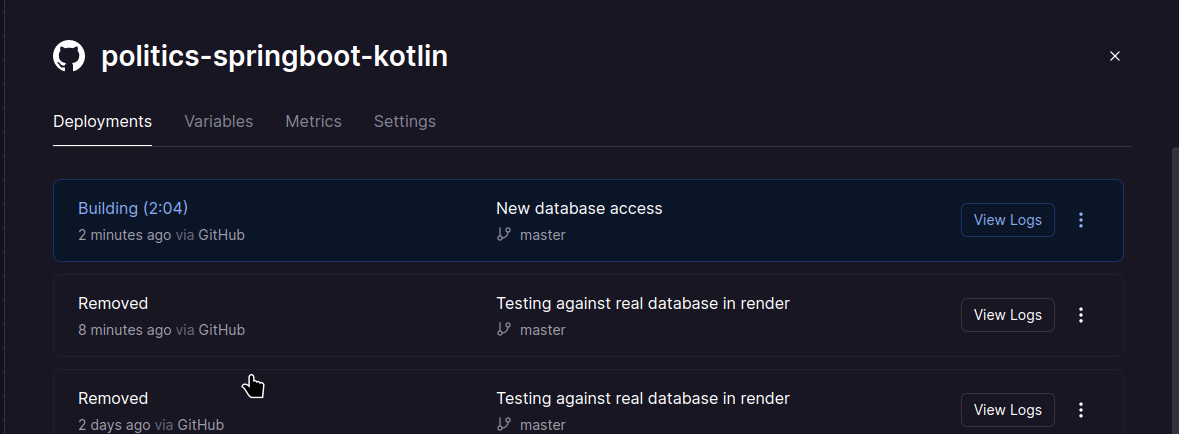 politics-springboot-kotlin
Deployments Variables Metrics Settings
Building (2:04) New database access View Logs
2 minutes ago via GitHub master
Removed Testing against real database in render View Logs
8 minutes ago via GitHub master
Removed Testing against real database in render View Logs
2 days ago via GitHub master